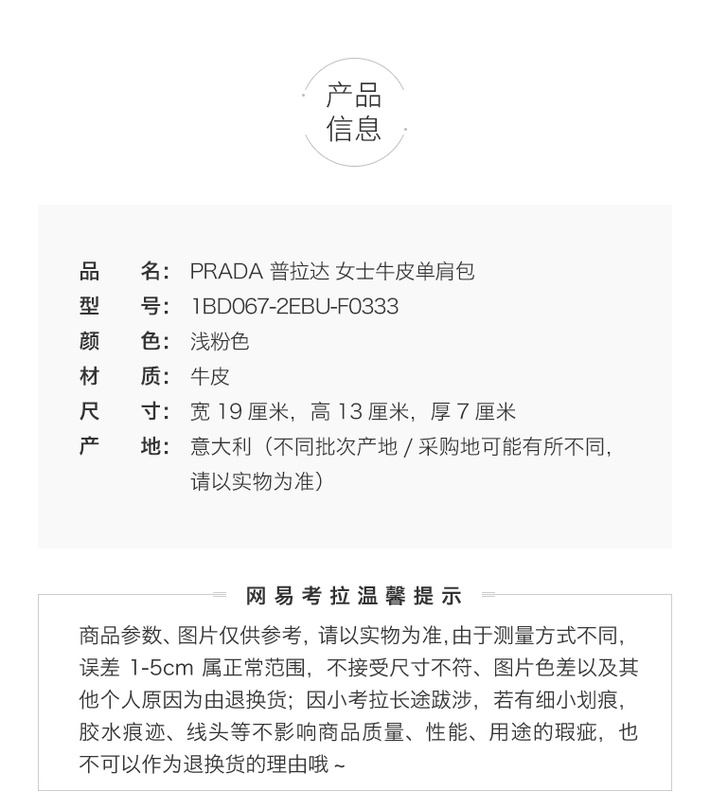 产品
信息
品 名： PRADA 普拉达 女士牛皮单肩包
型 号： 1BD067-2EBU-F0333
颜 色： 浅粉色
材 质： 牛皮
尺 寸： 宽 19 厘米，高 13 厘米，厚 7 厘米
产 地： 意大利（不同批次产地 / 采购地可能有所不同，
请以实物为准）
网易考拉温馨提示
商品参数、图片仅供参考，请以实物为准,由于测量方式不同，
误差 1-5cm 属正常范围，不接受尺寸不符、图片色差以及其
他个人原因为由退换货；因小考拉长途跋涉，若有细小划痕，
胶水痕迹、线头等不影响商品质量、性能、用途的瑕疵，也
不可以作为退换货的理由哦 ~